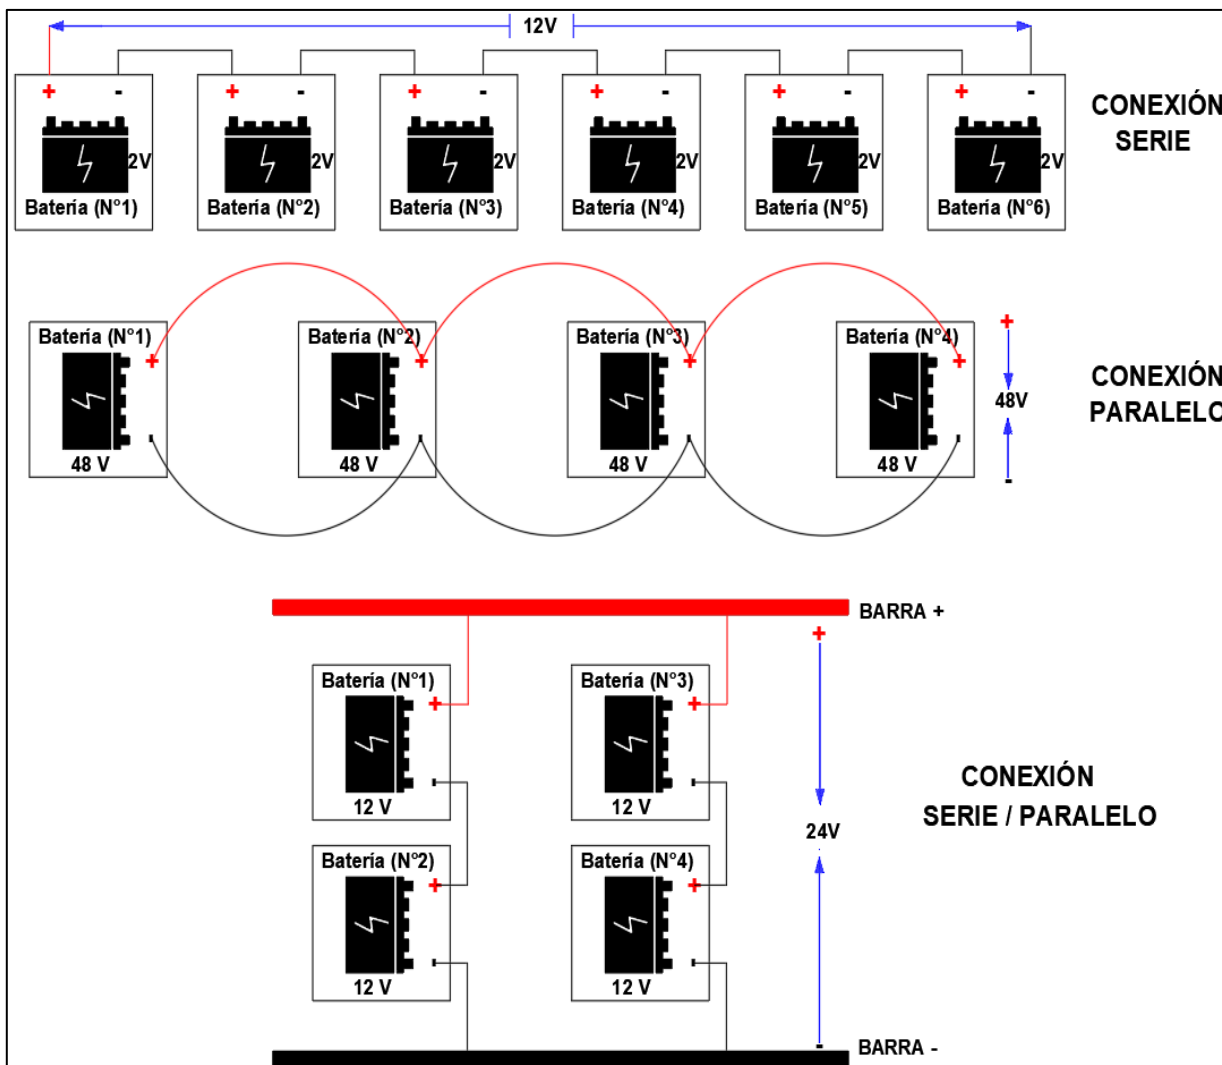 12V
+ - + - + - + - + - + -
2V 2V 2V 2V 2V 2V
Batería (N°1) Batería (N°2) Batería (N°3) Batería (N°4) Batería (N°5) Batería (N°6)
CONEXIÓN
SERIE
Batería (N°1) Batería (N°2) Batería (N°3) Batería (N°4)
+ + + + +
- - - - -
48 V 48 V 48 V 48 V
48V
CONEXIÓN
PARALELO
BARRA +
+
Batería (N°1) Batería (N°3)
+ +
- -
12 V 12 V
Batería (N°2) Batería (N°4)
+ +
- -
12 V 12 V
24V
-
BARRA -
CONEXIÓN
SERIE / PARALELO